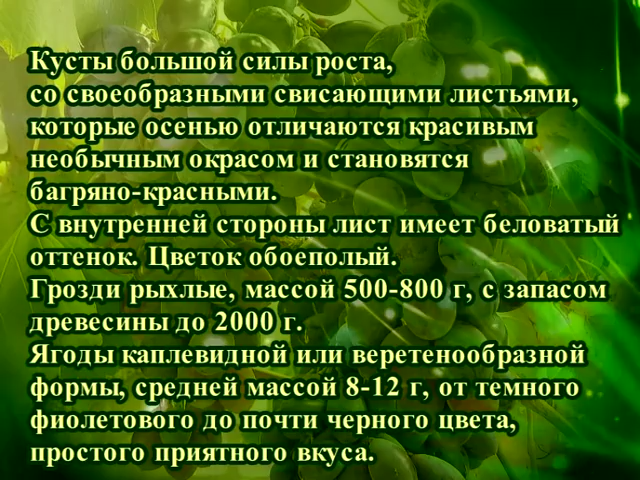 Кусты большой силы роста,
со своеобразными свисающими листьями,
которые осенью отличаются красивым
необычным окрасом и становятся
багряно-красными.
С внутренней стороны лист имеет беловатый
оттенок. Цветок обоеполый.
Грозди рыхлые, массой 500-800 г, с запасом
древесины до 2000 г.
Ягоды каплевидной или веретенообразной
формы, средней массой 8-12 г, от темного
фиолетового до почти черного цвета,
простого приятного вкуса.